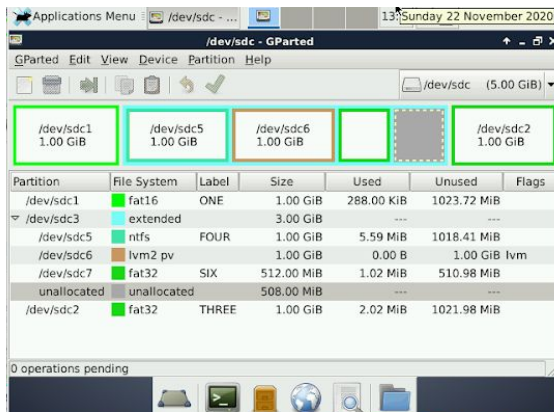 Applications Menu /dev/sdc - ... 13: Sunday 22 November 2020
/dev/sdc - GParted
GParted Edit View Device Partition Help
/dev/sdc (5.00 GiB)
/dev/sdc1 /dev/sdc5 /dev/sdc6 /dev/sdc2
1.00 GiB 1.00 GiB 1.00 GiB 1.00 GiB
Partition File System Label Size Used Unused Flags
/dev/sdc1 fat16 ONE 1.00 GiB 288.00 KiB 1023.72 MiB
/dev/sdc3 extended 3.00 GiB --- ---
/dev/sdc5 ntfs FOUR 1.00 GiB 5.59 MiB 1018.41 MiB
/dev/sdc6 lvm2 pv 1.00 GiB 0.00 B 1.00 GiB lvm
/dev/sdc7 fat32 SIX 512.00 MiB 1.02 MiB 510.98 MiB
unallocated unallocated 508.00 MiB --- ---
/dev/sdc2 fat32 THREE 1.00 GiB 2.02 MiB 1021.98 MiB
0 operations pending